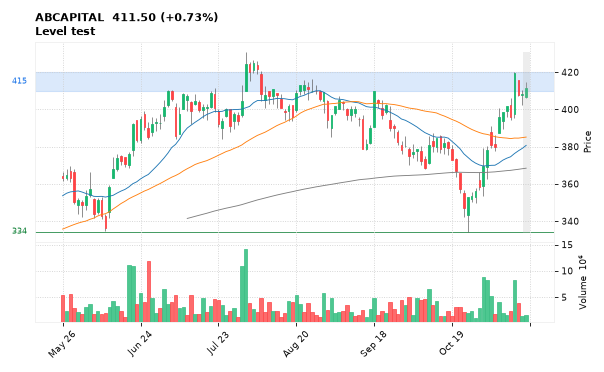 ABCAPITAL 411.50 (+0.73%)
Level test
415
334
420
400
380
360
340
Price
15
10
5
Volume 10⁴
May 26
Jun 24
Jul 23
Aug 20
Sep 18
Oct 19